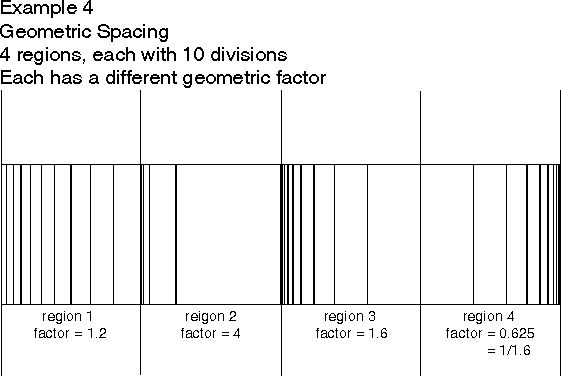 Example 4
Geometric Spacing
4 regions, each with 10 divisions
Each has a different geometric factor
region 1
factor = 1.2
reigon 2
factor = 4
region 3
factor = 1.6
region 4
factor = 0.625
= 1/1.6